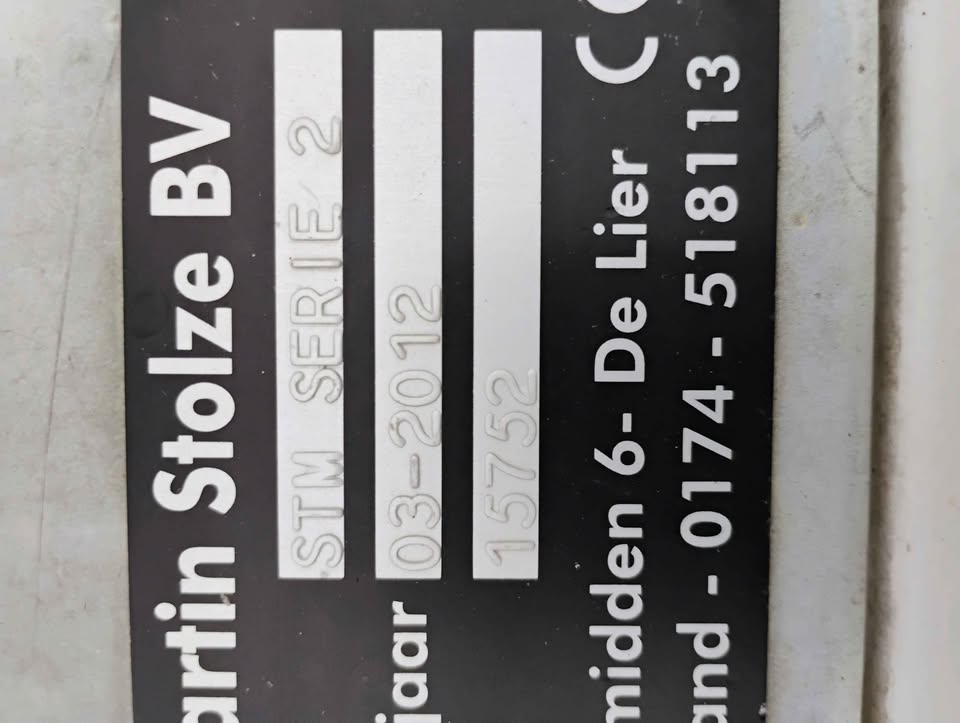 artin Stolze BV
STM SERIE 2
jaar 03-2012
15752
midden 6- De Lier
and - 0174 - 518113